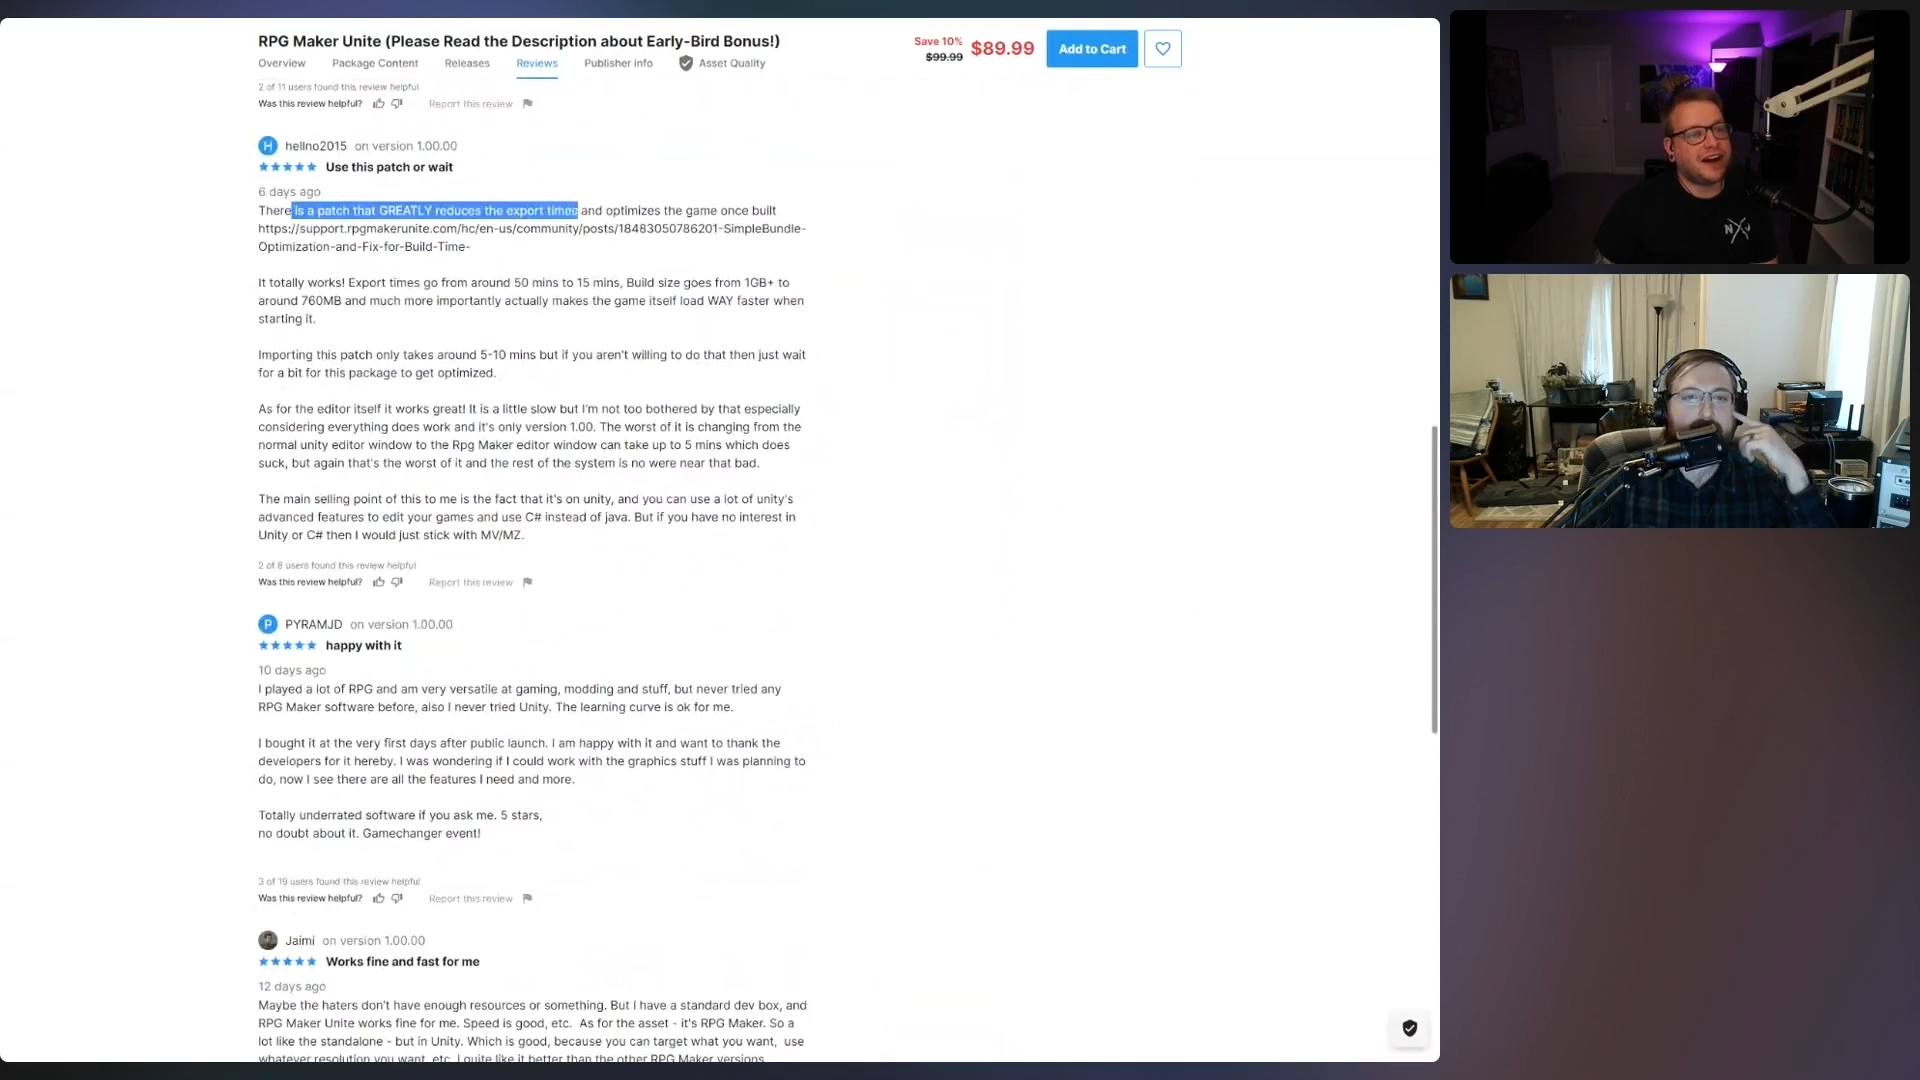 RPG Maker Unite (Please Read the Description about Early-Bird Bonus!)
Save 10%
$99.99
$89.99
Add to Cart
Overview
Package Content
Releases
Reviews
Publisher info
Asset Quality
2 of 11 users found this review helpful
Was this review helpful?
Report this review
H
hellno2015 on version 1.00.00
Use this patch or wait
6 days ago
There is a patch that GREATLY reduces the export times and optimizes the game once built
https://support.rpgmakerunite.com/hc/en-us/community/posts/18483050786201-SimpleBundle-
Optimization-and-Fix-for-Build-Time-
It totally works! Export times go from around 50 mins to 15 mins, Build size goes from 1GB+ to
around 760MB and much more importantly actually makes the game itself load WAY faster when
starting it.
Importing this patch only takes around 5-10 mins but if you aren't willing to do that then just wait
for a bit for this package to get optimized.
As for the editor itself it works great! It is a little slow but I'm not too bothered by that especially
considering everything does work and it's only version 1.00. The worst of it is changing from the
normal unity editor window to the Rpg Maker editor window can take up to 5 mins which does
suck, but again that's the worst of it and the rest of the system is no were near that bad.
The main selling point of this to me is the fact that it's on unity, and you can use a lot of unity's
advanced features to edit your games and use C# instead of java. But if you have no interest in
Unity or C# then I would just stick with MV/MZ.
2 of 8 users found this review helpful
Was this review helpful?
Report this review
P
PYRAMJD on version 1.00.00
happy with it
10 days ago
I played a lot of RPG and am very versatile at gaming, modding and stuff, but never tried any
RPG Maker software before, also I never tried Unity. The learning curve is ok for me.
I bought it at the very first days after public launch. I am happy with it and want to thank the
developers for it hereby. I was wondering if I could work with the graphics stuff I was planning to
do, now I see there are all the features I need and more.
Totally underrated software if you ask me. 5 stars,
no doubt about it. Gamechanger event!
3 of 19 users found this review helpful
Was this review helpful?
Report this review
Jaimi on version 1.00.00
Works fine and fast for me
12 days ago
Maybe the haters don't have enough resources or something. But I have a standard dev box, and
RPG Maker Unite works fine for me. Speed is good, etc. As for the asset - it's RPG Maker. So a
lot like the standalone - but in Unity. Which is good, because you can target what you want, use
whatever resolution you want, etc. I quite like it better than the other RPG Maker versions.